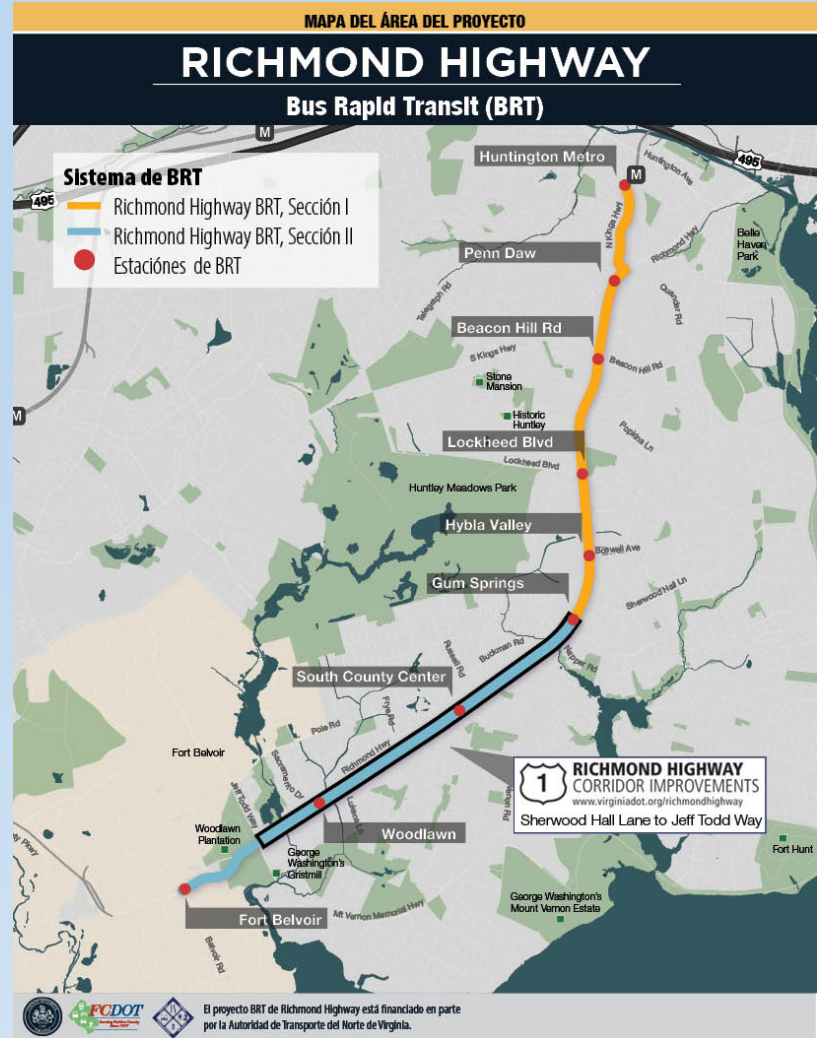 MAPA DEL ÁREA DEL PROYECTO
RICHMOND HIGHWAY
Bus Rapid Transit (BRT)
M
495
M
Huntington Metro
M
Huntington Ave
495
Sistema de BRT
Richmond Highway BRT, Sección I
Richmond Highway BRT, Sección II
Estaciónes de BRT
N Kings Hwy
Richmond Hwy
Belle
Haven
Park
Penn Daw
Telegraph Rd
Quander Rd
Beacon Hill Rd
S Kings Hwy
Beacon Hill Rd
Stone
Mansion
M
Historic
Huntley
Popkins Ln
Lockheed Blvd
Lockheed Blvd
Huntley Meadows Park
Hybla Valley
Boswell Ave
Gum Springs
Sherwood Hall Ln
Russell Rd
Buckman Rd
Napper Rd
South County Center
Frye Rd
Pole Rd
Richmond Hwy
Fort Belvoir
Sacramento Dr
1
RICHMOND HIGHWAY
CORRIDOR IMPROVEMENTS
www.virginiadot.org/richmondhighway
Sherwood Hall Lane to Jeff Todd Way
Jeff Todd Way
Lukens Ln
Woodlawn
Woodlawn
Plantation
Fort Hunt
George
Washington's
Gristmill
George Washington's
Mount Vernon Estate
Fort Belvoir
Mt Vernon Memorial Hwy
Belvoir Rd
FCDOT
El proyecto BRT de Richmond Highway está financiado en parte
por la Autoridad de Transporte del Norte de Virginia.